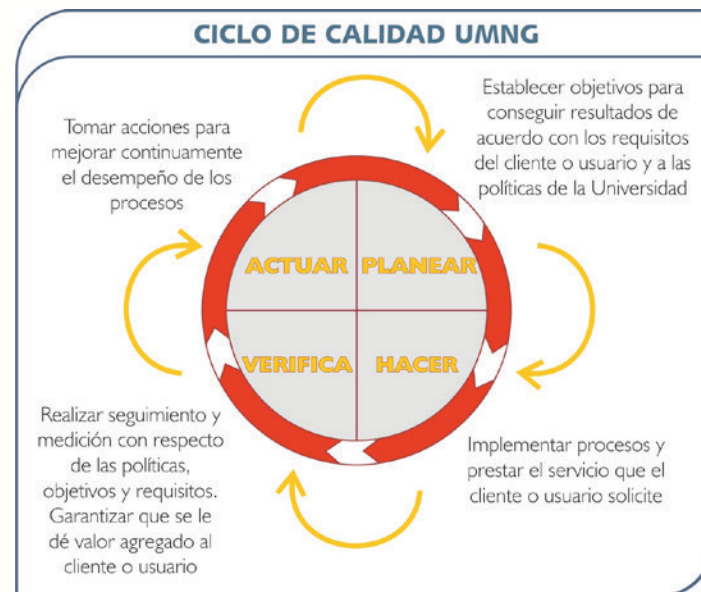 CICLO DE CALIDAD UMNG
Establecer objetivos para
conseguir resultados de
acuerdo con los requisitos
del cliente o usuario y a las
políticas de la Universidad
Tomar acciones para
mejorar continuamente
el desempeño de los
procesos
ACTUAR PLANEAR
VERIFICA HACER
Realizar seguimiento y
medición con respecto
de las políticas,
objetivos y requisitos.
Garantizar que se le
dé valor agregado al
cliente o usuario
Implementar procesos y
prestar el servicio que el
cliente o usuario solicite